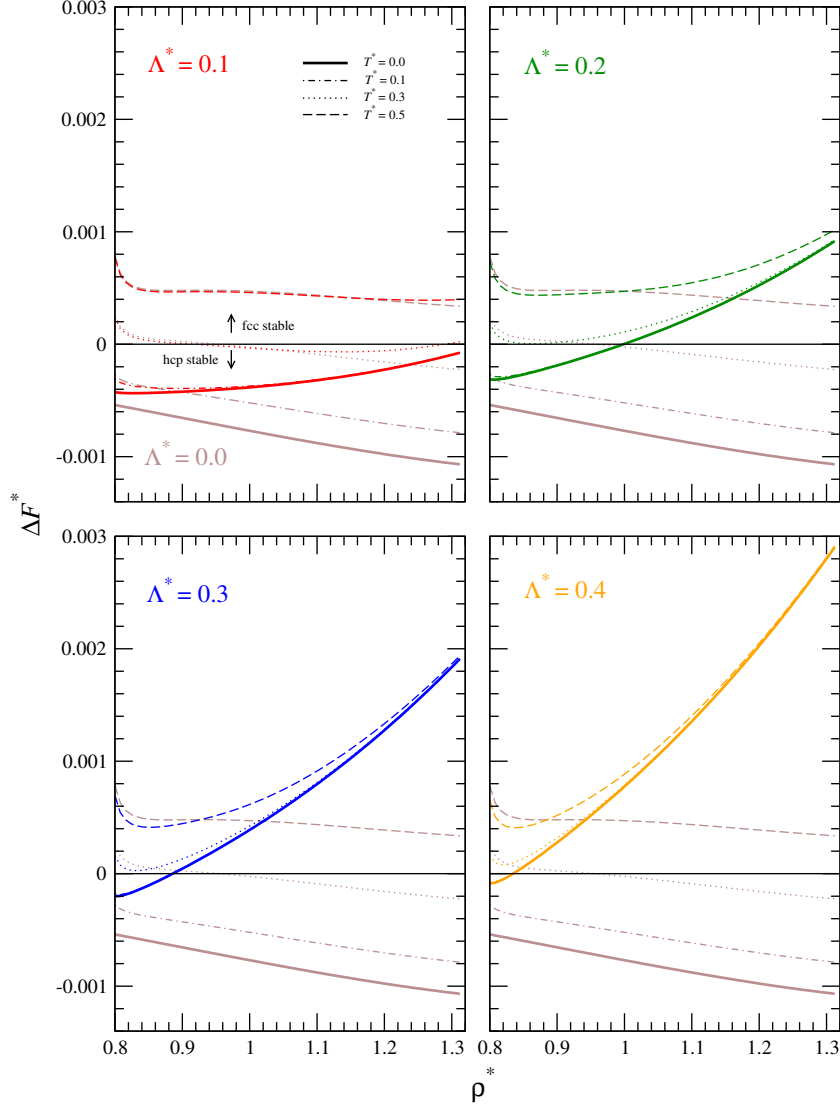 0.003
0.002
0.001
0
-0.001
Λ* = 0.1
T* = 0.0
T* = 0.1
T* = 0.3
T* = 0.5
fcc stable
hcp stable
Λ* = 0.0
Λ* = 0.2
ΔF*
0.003
0.002
0.001
0
-0.001
Λ* = 0.3
Λ* = 0.4
0.8 0.9 1 1.1 1.2 1.3
0.8 0.9 1 1.1 1.2 1.3
ρ*